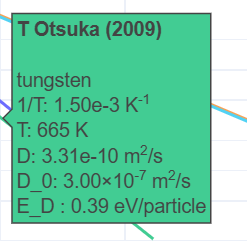 T Otsuka (2009)
tungsten
1/T: 1.50e-3 K⁻¹
T: 665 K
D: 3.31e-10 m²/s
D_0: 3.00×10⁻⁷ m²/s
E_D : 0.39 eV/particle